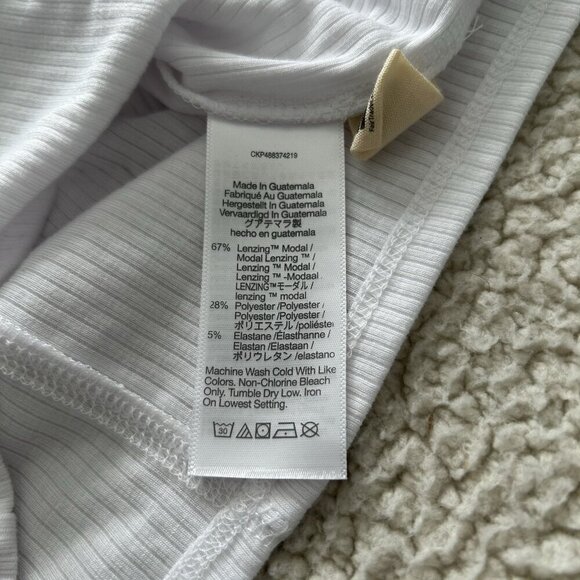 CKP488374219
Made In Guatemala
Fabriqué Au Guatemala
Hergestellt In Guatemala
Vervaardigd In Guatemala
グアテマラ製
hecho en guatemala
67% Lenzing™ Modal /
Modal Lenzing ™ /
Lenzing ™ Modal /
Lenzing ™ -Modaal
LENZING™モーダル /
lenzing ™ modal
28% Polyester /Polyester /
Polyester /Polyester /
ポリエステル /poliéster
5% Elastane /Élasthanne /
Elastan /Elastaan /
ポリウレタン /elastano
Machine Wash Cold With Like
Colors. Non-Chlorine Bleach
Only. Tumble Dry Low. Iron
On Lowest Setting.
30